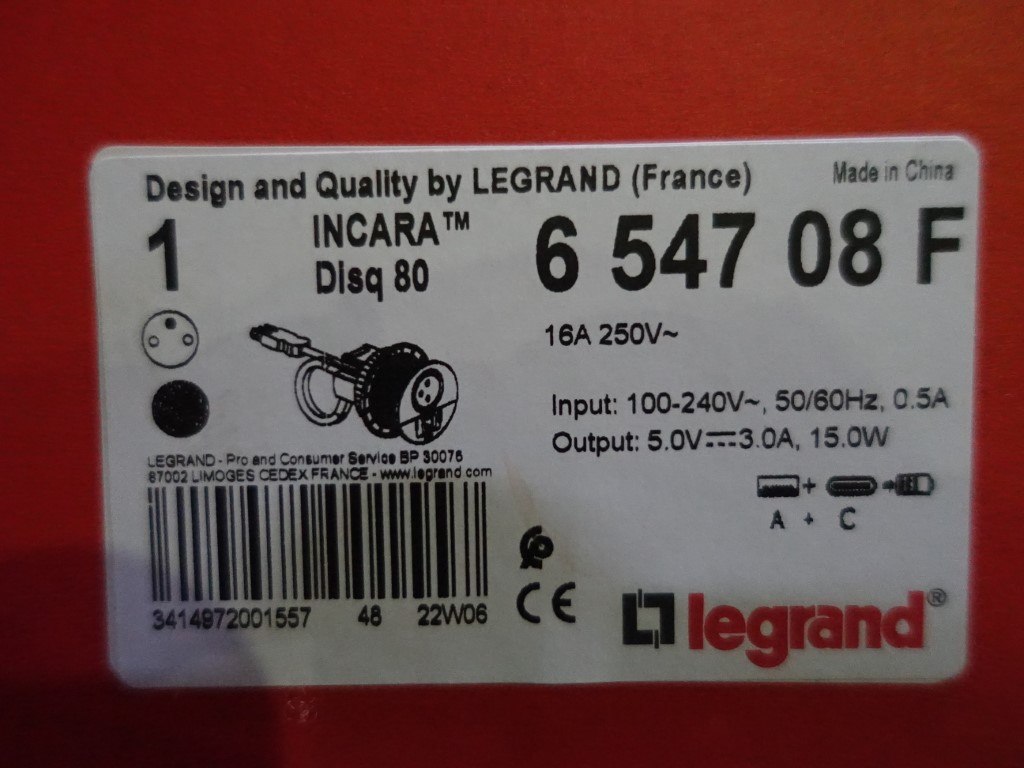 Design and Quality by LEGRAND (France)
Made in China
1
INCARA™
Disq 80
6 547 08 F
16A 250V~
Input: 100-240V~, 50/60Hz, 0.5A
Output: 5.0V⎓3.0A, 15.0W
A + C
LEGRAND - Pro and Consumer Service BP 30076
87002 LIMOGES CEDEX FRANCE - www.legrand.com
3414972001557 48 22W06
CE
legrand®